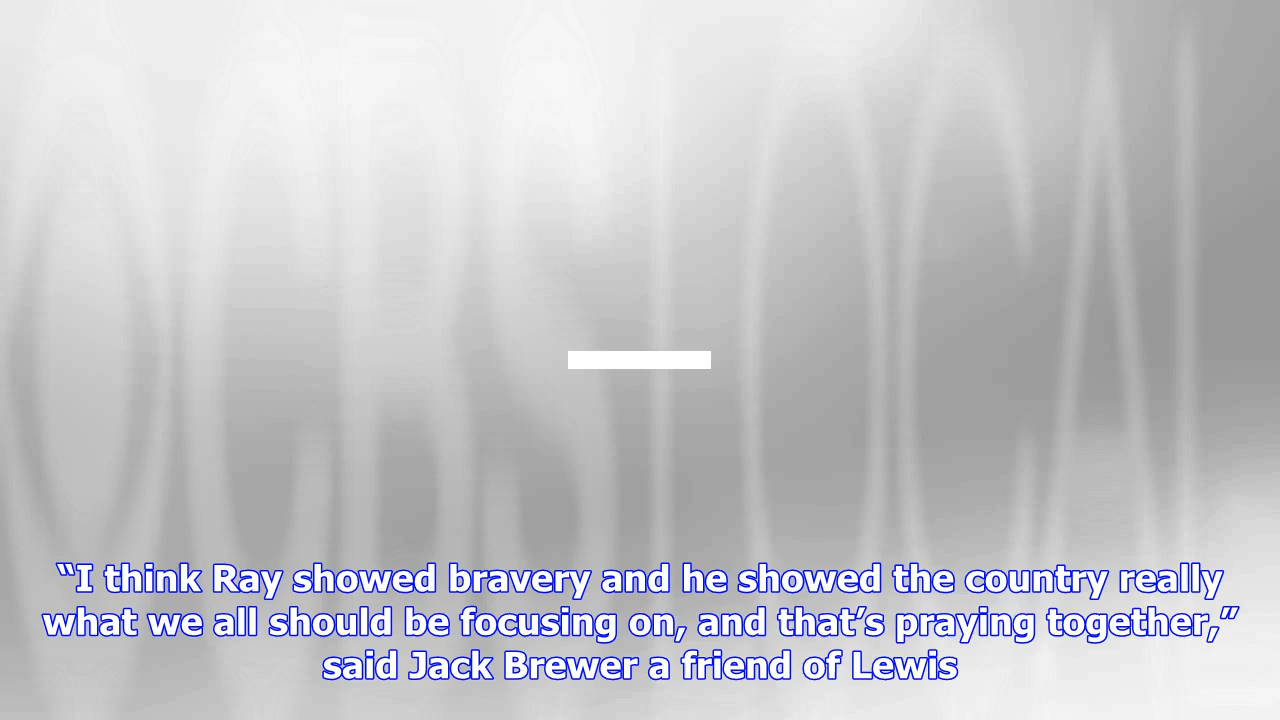 “I think Ray showed bravery and he showed the country really
what we all should be focusing on, and that’s praying together,”
said Jack Brewer a friend of Lewis